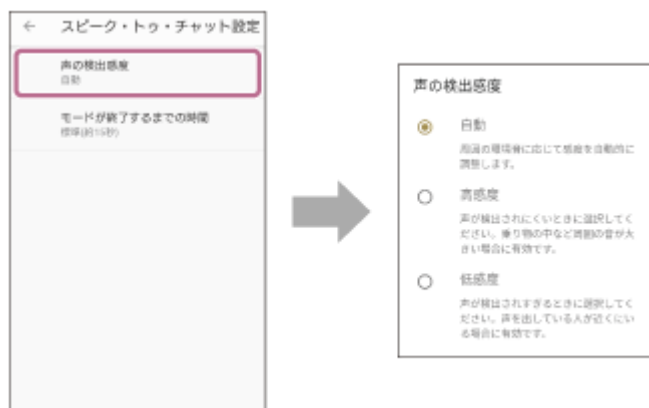 ← スピーク・トゥ・チャット設定
声の検出感度
自動
モードが終了するまでの時間
標準(約15秒)
声の検出感度
自動
周囲の環境音に応じて感度を自動的に
調整します。
高感度
声が検出されにくいときに選択してく
ださい。乗り物の中など周囲の音が大
きい場合に有効です。
低感度
声が検出されすぎるときに選択してく
ださい。声を出している人が近くにい
る場合に有効です。